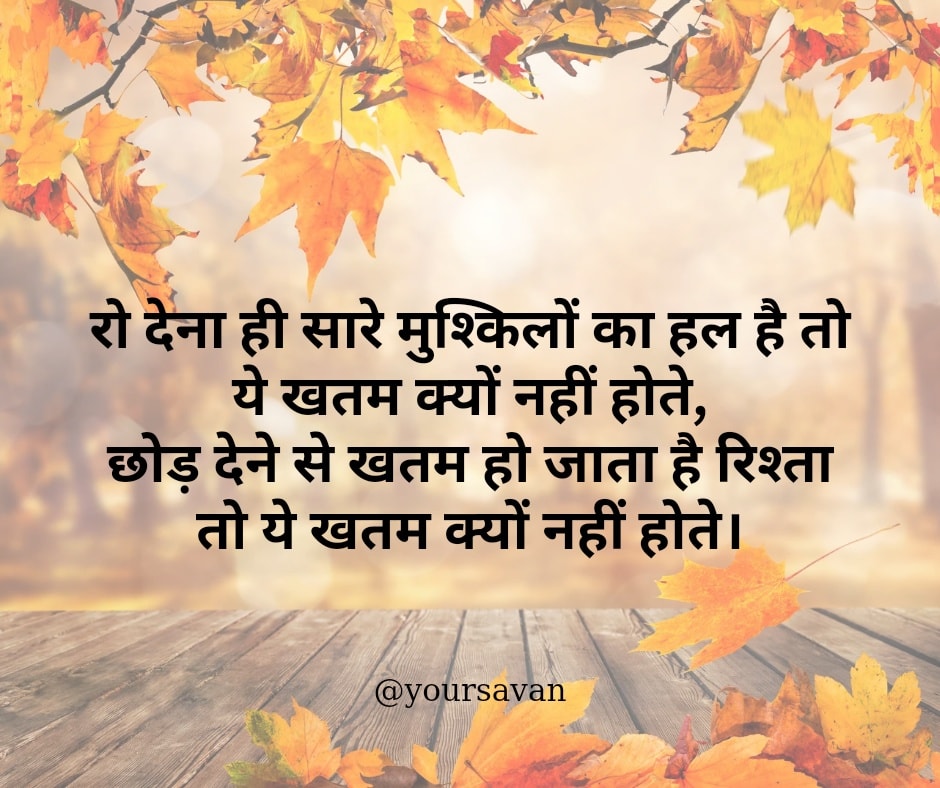 रो देना ही सारे मुश्किलों का हल है तो
ये खतम क्यों नहीं होते,
छोड़ देने से खतम हो जाता है रिश्ता
तो ये खतम क्यों नहीं होते।
@yoursavan